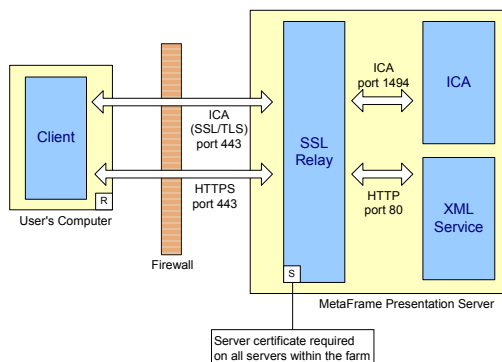 Client
R
User's Computer
Firewall
ICA
(SSL/TLS)
port 443
HTTPS
port 443
SSL
Relay
S
ICA
port 1494
HTTP
port 80
ICA
XML
Service
MetaFrame Presentation Server
Server certificate required
on all servers within the farm